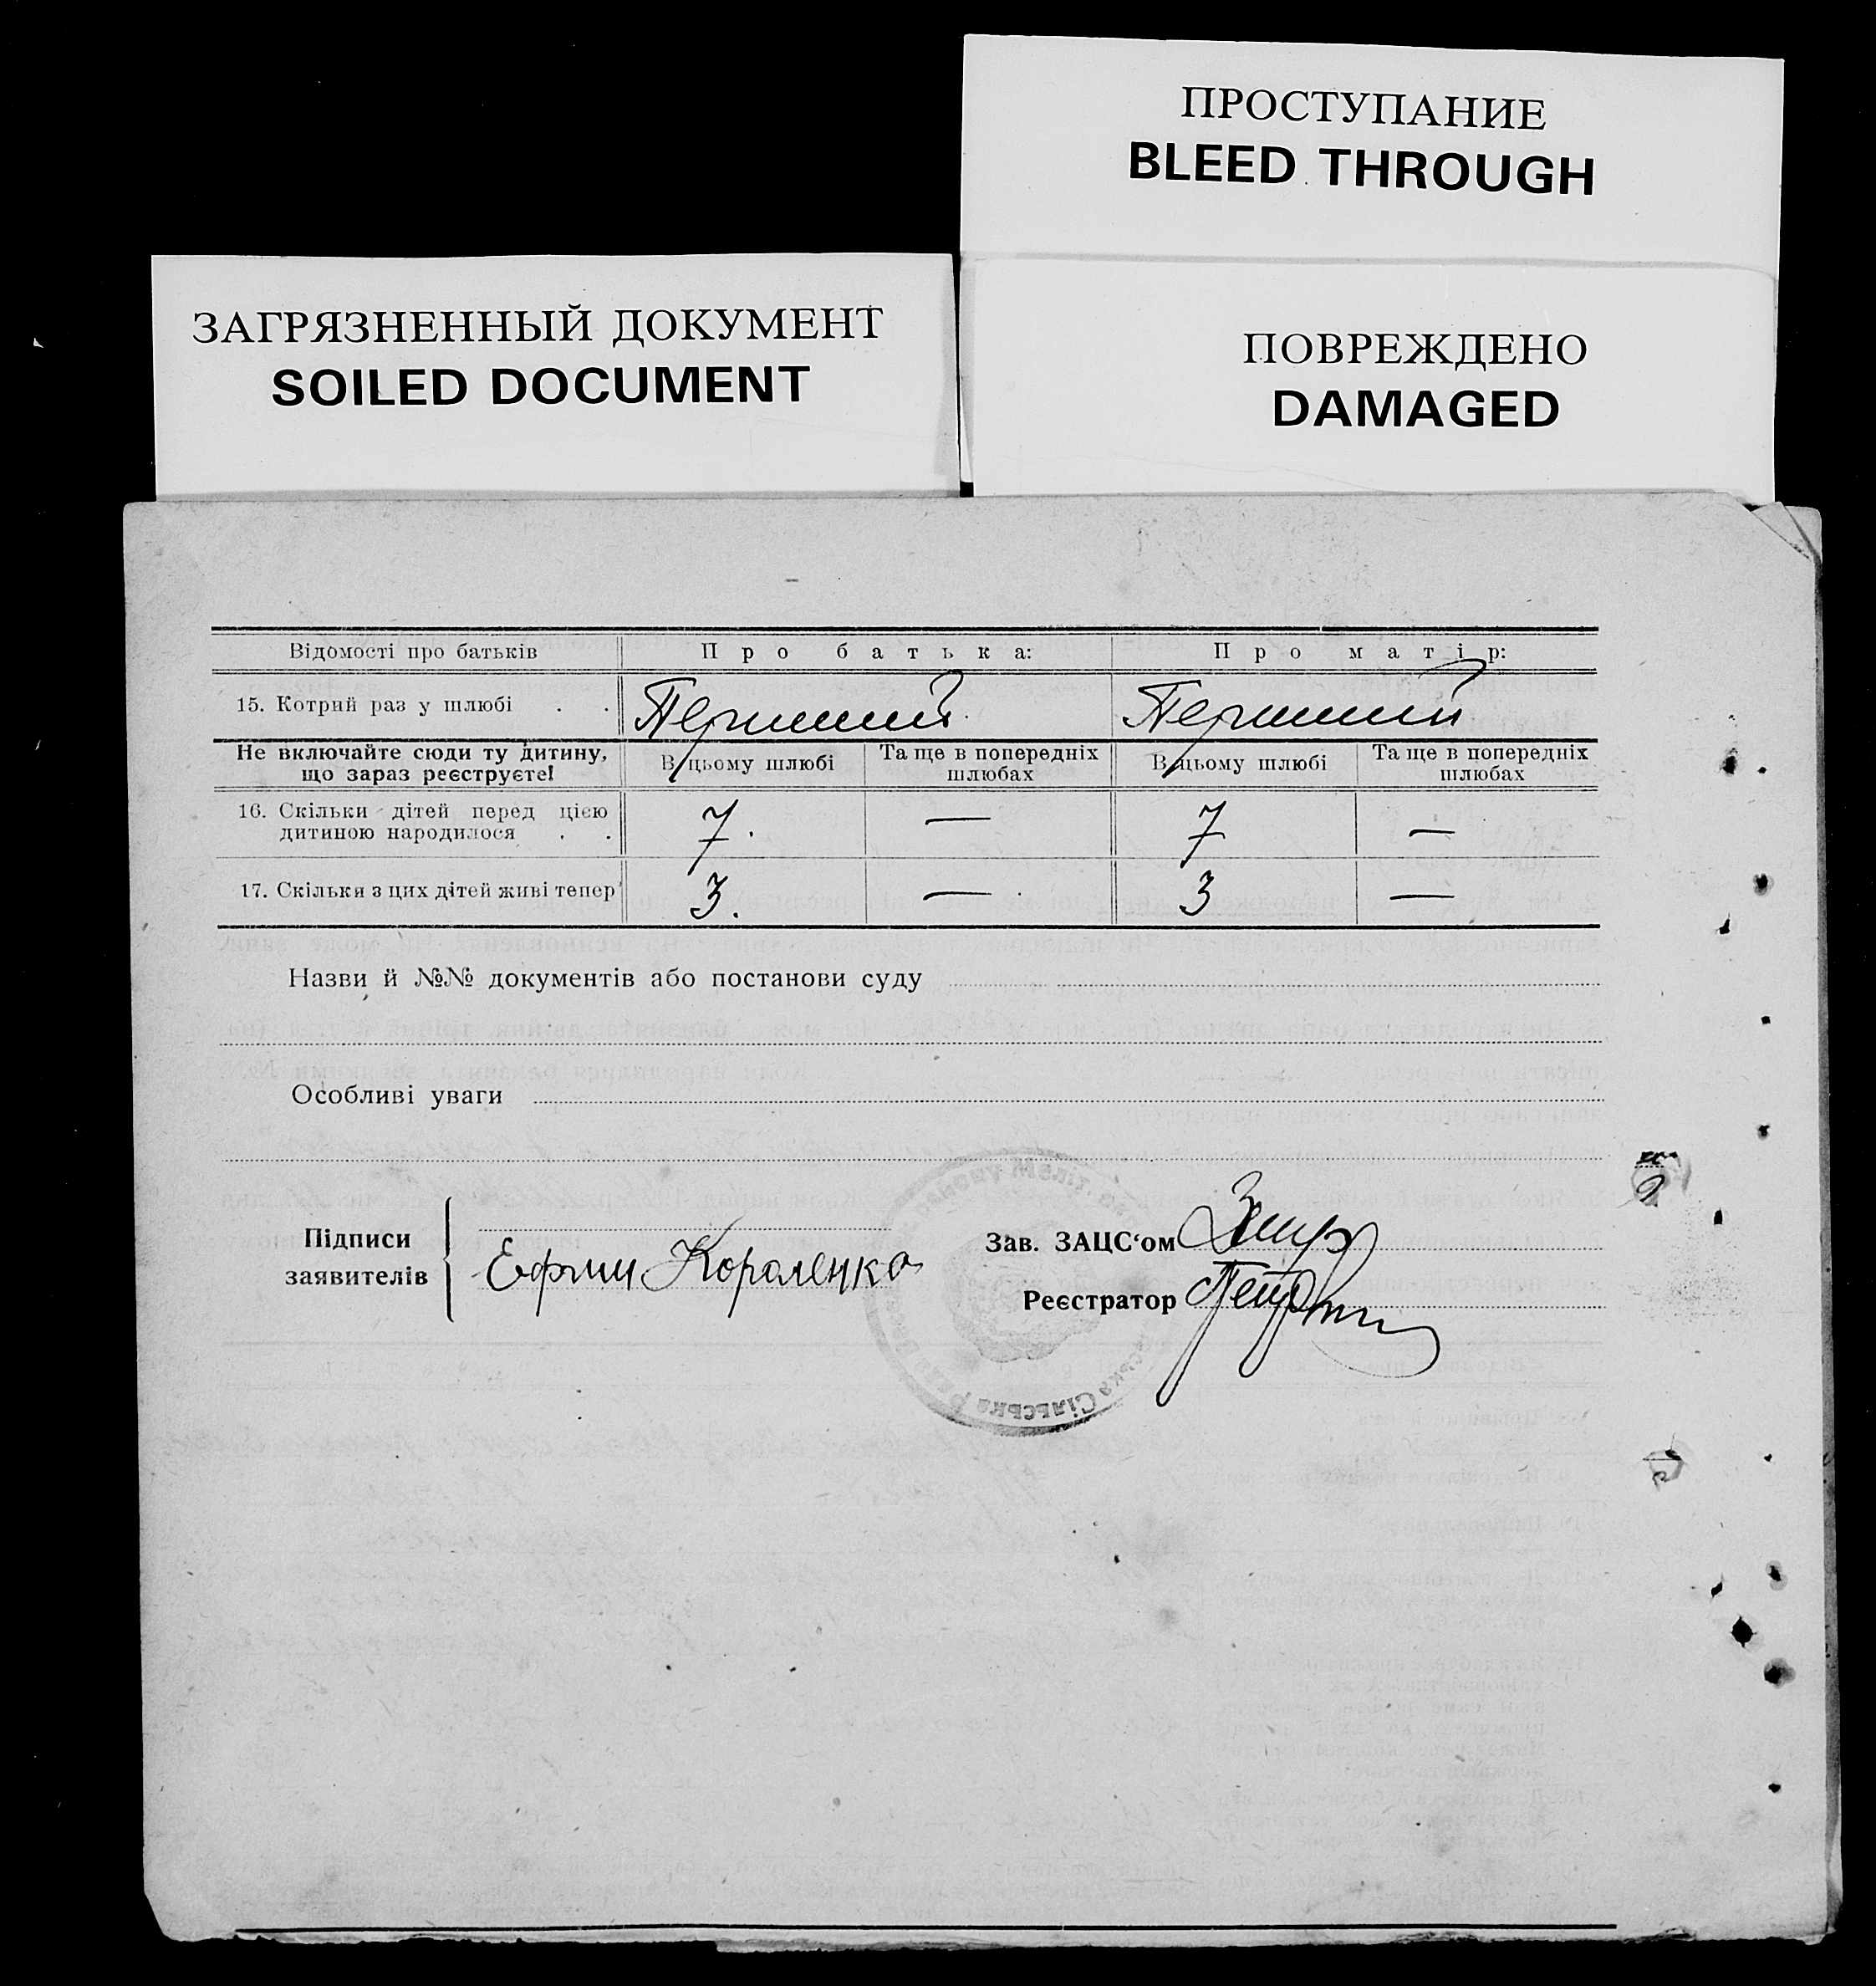 ПРОСТУПАНИЕ
BLEED THROUGH
ЗАГРЯЗНЕННЫЙ ДОКУМЕНТ
SOILED DOCUMENT
ПОВРЕЖДЕНО
DAMAGED
Відомості про батьків Про батька: Про матір:
15. Котрий раз у шлюбі . . Перший Перший
Не включайте сюди ту дитину,
що зараз реєструєте!
В цьому шлюбі
Та ще в попередніх
шлюбах
В цьому шлюбі
Та ще в попередніх
шлюбах
16. Скільки дітей перед цією
дитиною народилося . . 7. — 7 —
17. Скільки з цих дітей живі тепер 3. — 3 —
Назви й №№ документів або постанови суду
Особливі уваги
Підписи
заявителів
Ефим Короленко
Зав. ЗАЦС'ом
Реєстратор
Сільська